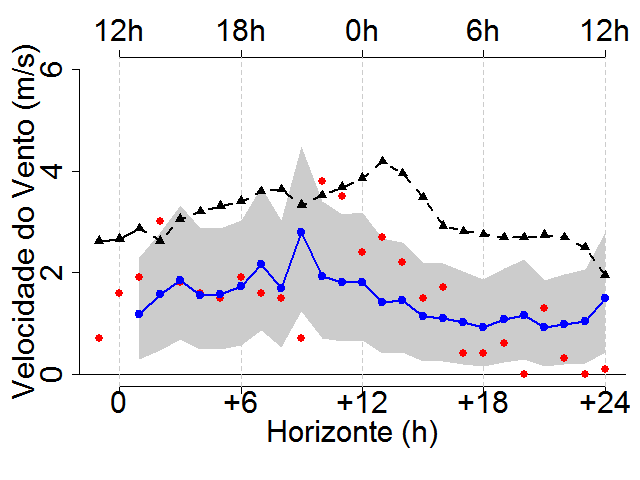 12h 18h 0h 6h 12h
Velocidade do Vento (m/s)
6
4
2
0
0 +6 +12 +18 +24
Horizonte (h)